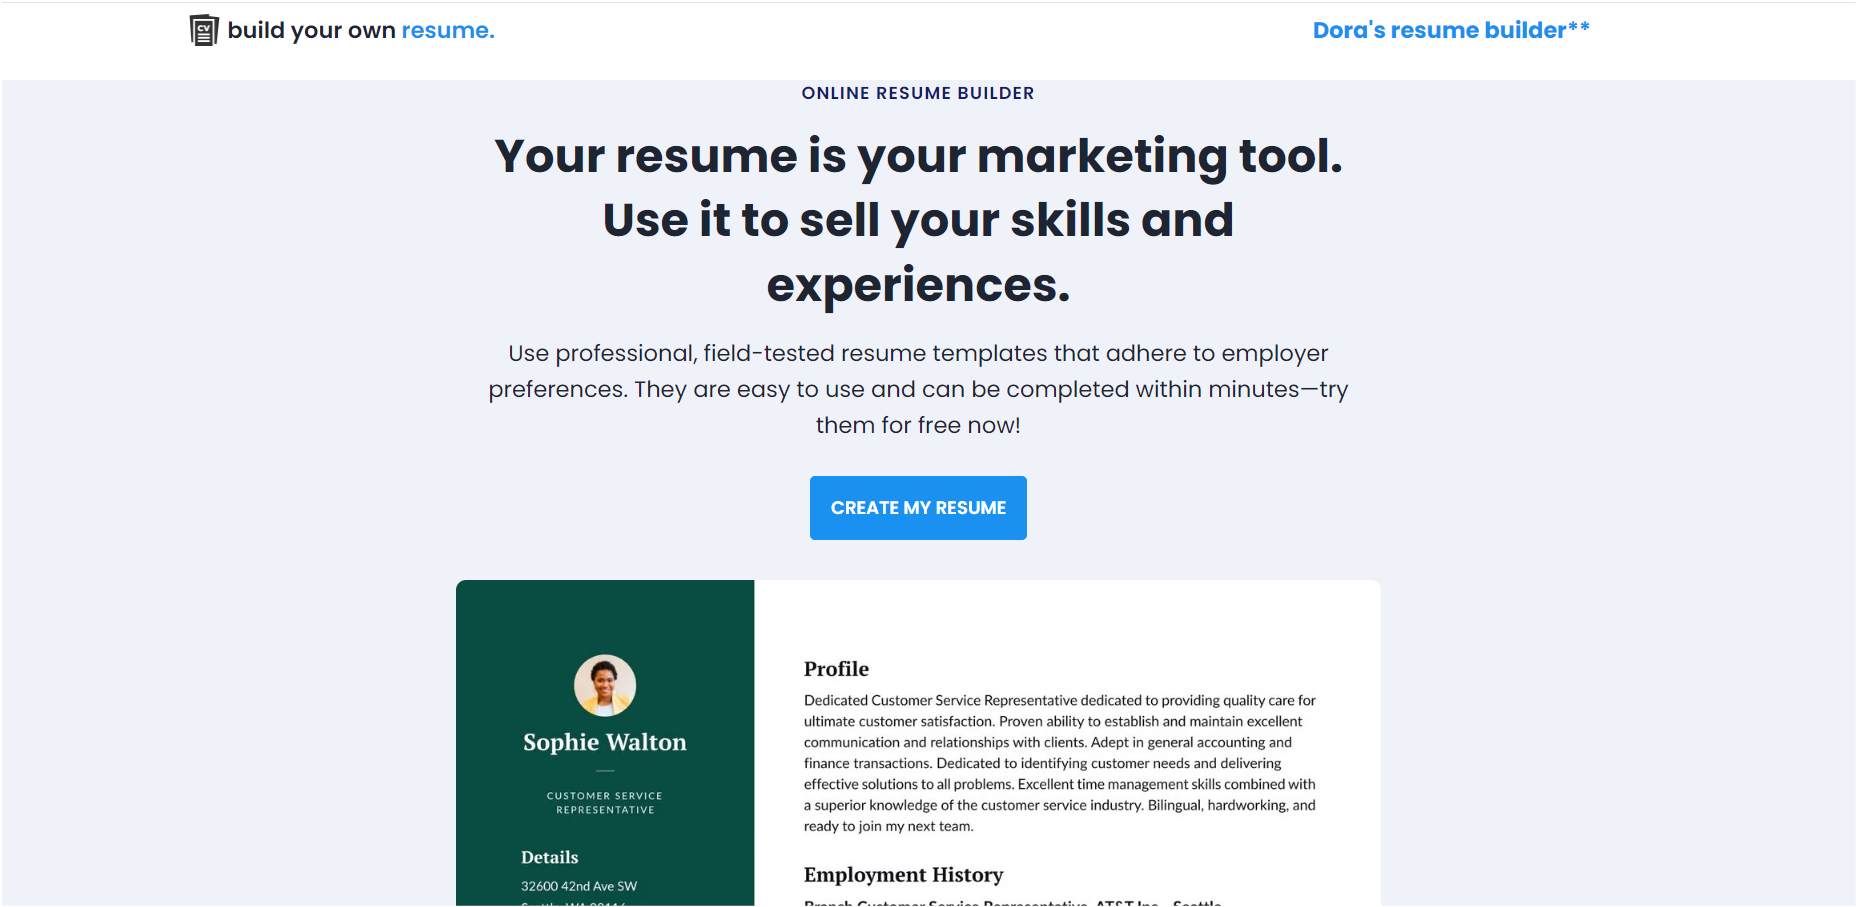 CV
build your own resume.
Dora's resume builder**
ONLINE RESUME BUILDER
Your resume is your marketing tool.
Use it to sell your skills and
experiences.
Use professional, field-tested resume templates that adhere to employer
preferences. They are easy to use and can be completed within minutes—try
them for free now!
CREATE MY RESUME
Sophie Walton
CUSTOMER SERVICE
REPRESENTATIVE
Details
32600 42nd Ave SW
Profile
Dedicated Customer Service Representative dedicated to providing quality care for
ultimate customer satisfaction. Proven ability to establish and maintain excellent
communication and relationships with clients. Adept in general accounting and
finance transactions. Dedicated to identifying customer needs and delivering
effective solutions to all problems. Excellent time management skills combined with
a superior knowledge of the customer service industry. Bilingual, hardworking, and
ready to join my next team.
Employment History
Branch Customer Service Representative, AT&T Inc., Seattle